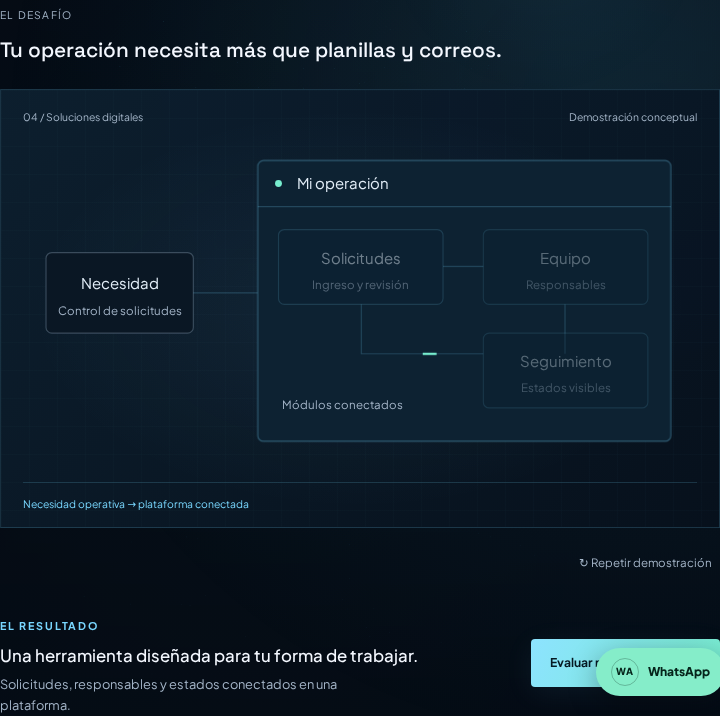 EL DESAFÍO
Tu operación necesita más que planillas y correos.
04 / Soluciones digitales
Demostración conceptual
Mi operación
Necesidad
Control de solicitudes
Solicitudes
Ingreso y revisión
Equipo
Responsables
Seguimiento
Estados visibles
Módulos conectados
Necesidad operativa → plataforma conectada
↻ Repetir demostración
EL RESULTADO
Una herramienta diseñada para tu forma de trabajar.
Solicitudes, responsables y estados conectados en una
plataforma.
Evaluar
WA WhatsApp